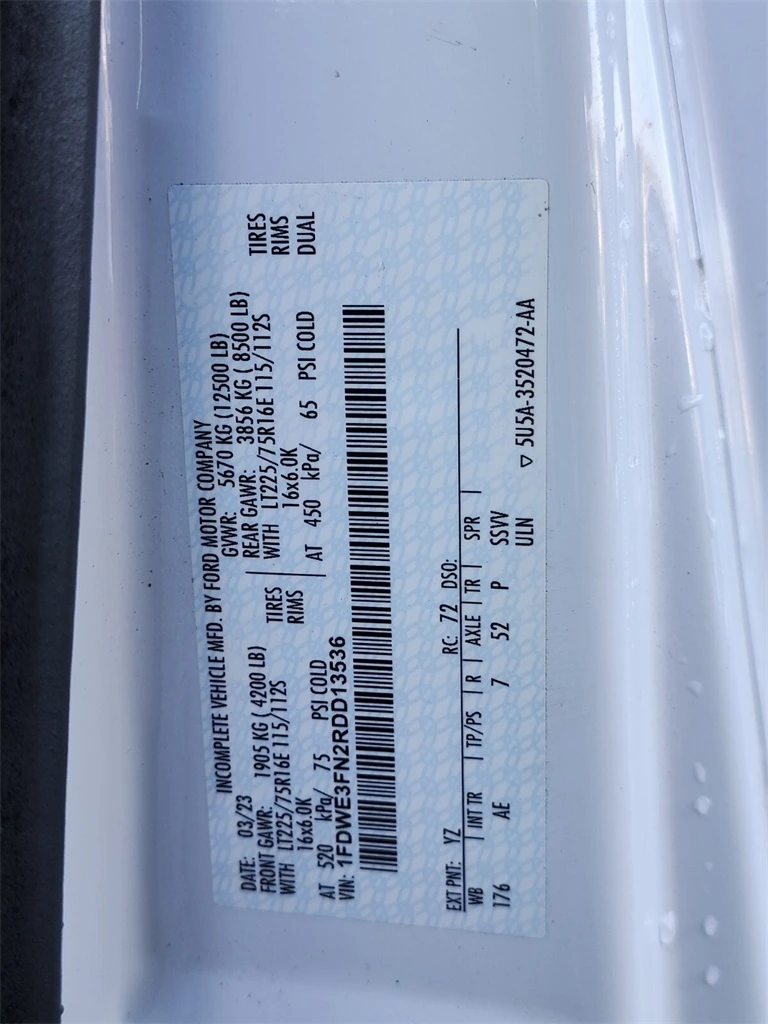 INCOMPLETE VEHICLE MFD. BY FORD MOTOR COMPANY
DATE: 03/23 GVWR: 5670 KG (12500 LB)
FRONT GAWR: 1905 KG ( 4200 LB) REAR GAWR: 3856 KG ( 8500 LB)
WITH LT225/75R16E 115/112S TIRES WITH LT225/75R16E 115/112S TIRES
16x6.0K RIMS 16x6.0K RIMS
AT 520 kPa/ 75 PSI COLD AT 450 kPa/ 65 PSI COLD DUAL
VIN: 1FDWE3FN2RDD13536
EXT PNT: YZ RC: 72 DSO:
WB | INT TR | TP/PS | R | AXLE | TR | SPR |
176 AE 7 52 P SSVV
ULN ▽ 5U5A-3520472-AA